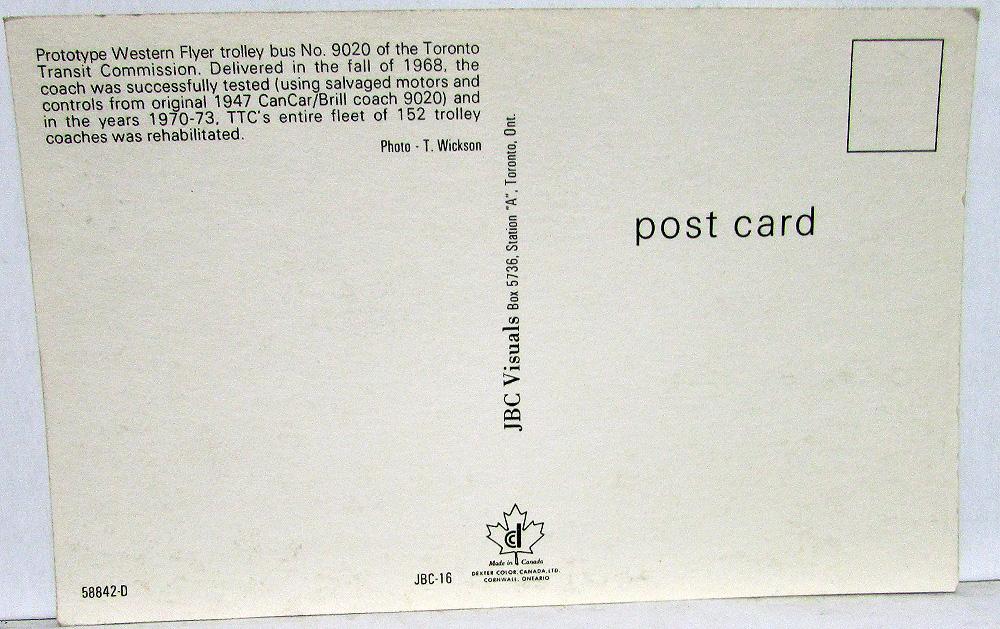 Prototype Western Flyer trolley bus No. 9020 of the Toronto
Transit Commission. Delivered in the fall of 1968, the
coach was successfully tested (using salvaged motors and
controls from original 1947 CanCar/Brill coach 9020) and
in the years 1970-73, TTC's entire fleet of 152 trolley
coaches was rehabilitated.
Photo - T. Wickson
JBC Visuals Box 5736, Station "A", Toronto, Ont.
post card
Made in Canada
DEXTER COLOR, CANADA, LTD.
CORNWALL, ONTARIO
JBC-16
58842-D